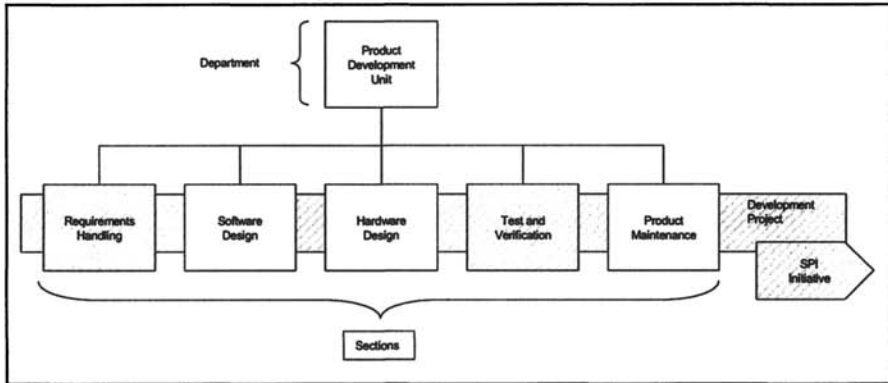 Department
Product
Development
Unit
Requirements
Handling
Software
Design
Hardware
Design
Test and
Verification
Product
Maintenance
Development
Project
SPI
Initiative
Sections